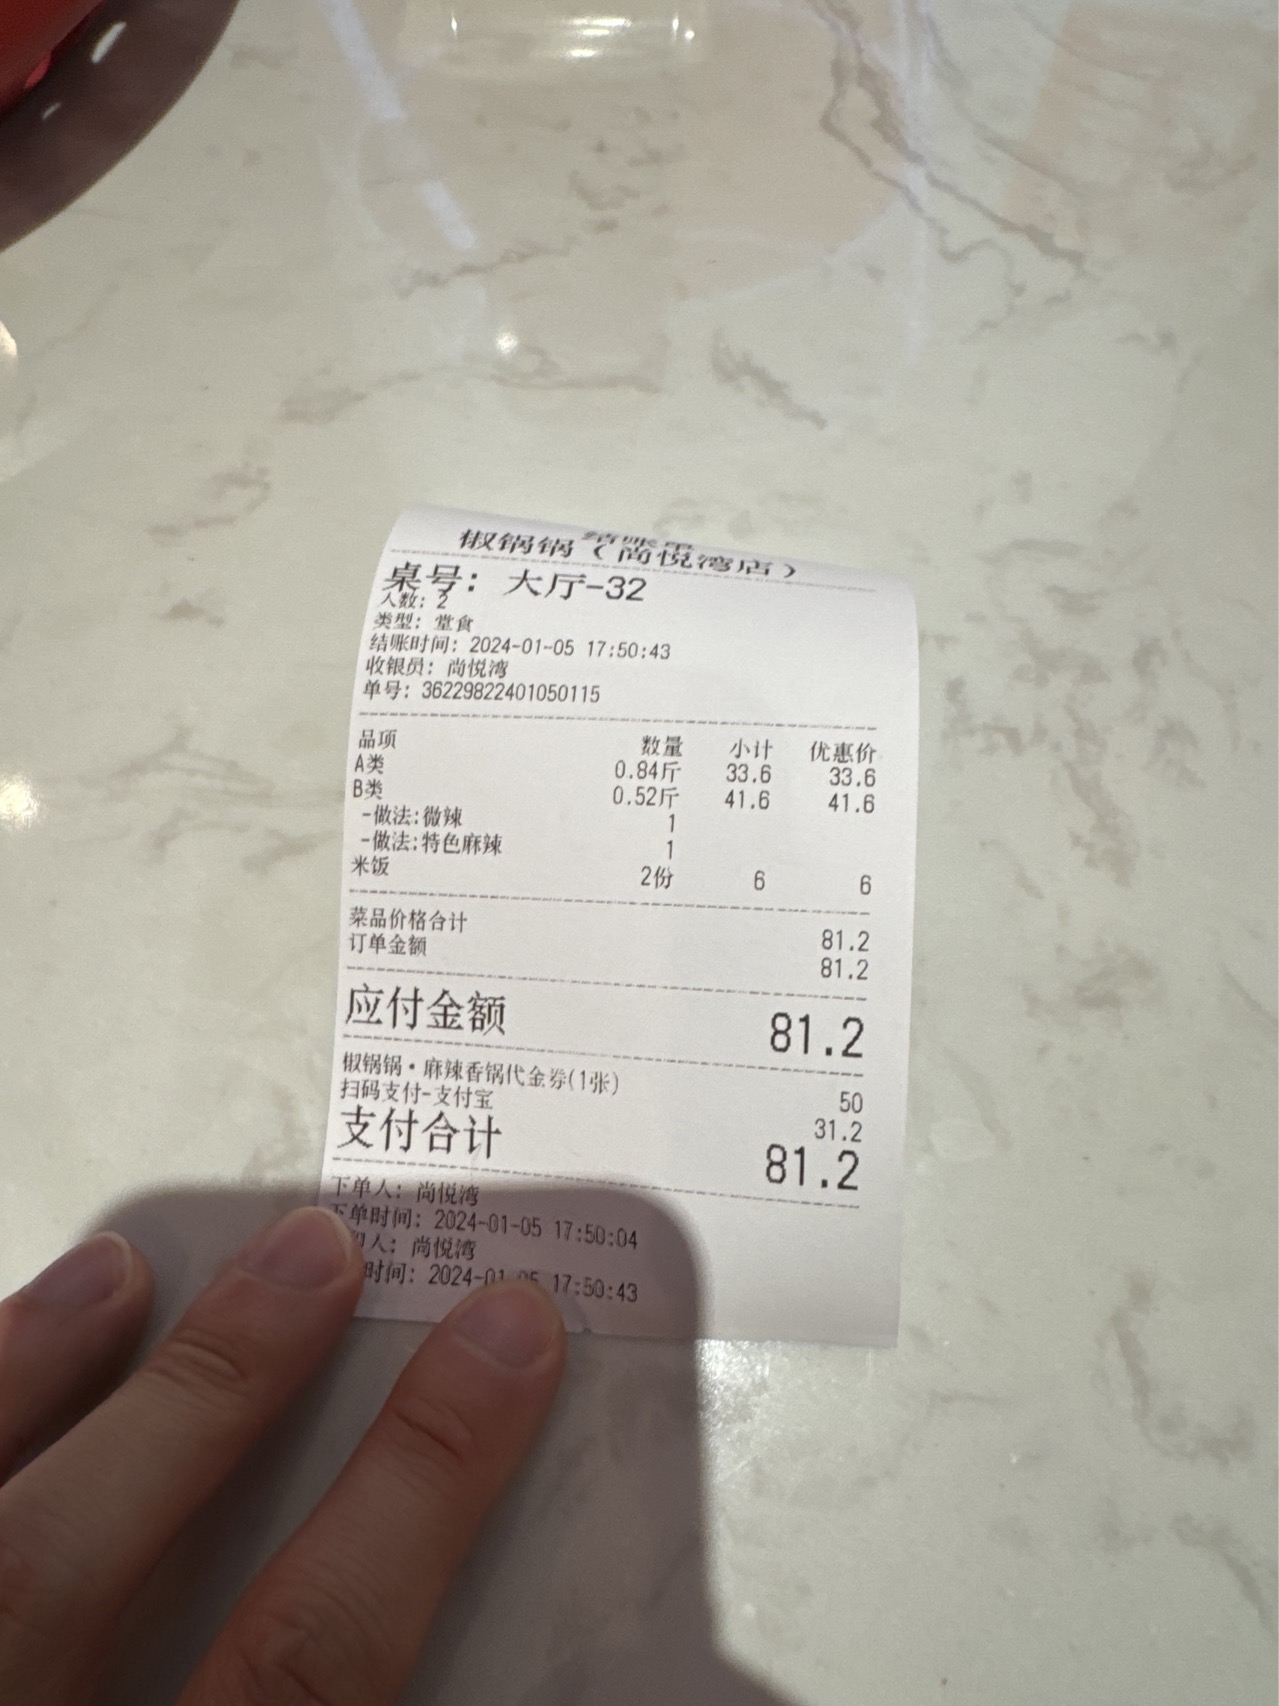 结账单
椒锅锅（尚悦湾店）
桌号：大厅-32
人数：2
类型：堂食
结账时间：2024-01-05 17:50:43
收银员：尚悦湾
单号：36229822401050115
品项 数量 小计 优惠价
A类 0.84斤 33.6 33.6
B类 0.52斤 41.6 41.6
-做法:微辣 1
-做法:特色麻辣 1
米饭 2份 6 6
菜品价格合计 81.2
订单金额 81.2
应付金额 81.2
椒锅锅·麻辣香锅代金券(1张) 50
扫码支付-支付宝 31.2
支付合计 81.2
下单人：尚悦湾
下单时间：2024-01-05 17:50:04
印人：尚悦湾
时间：2024-01-05 17:50:43